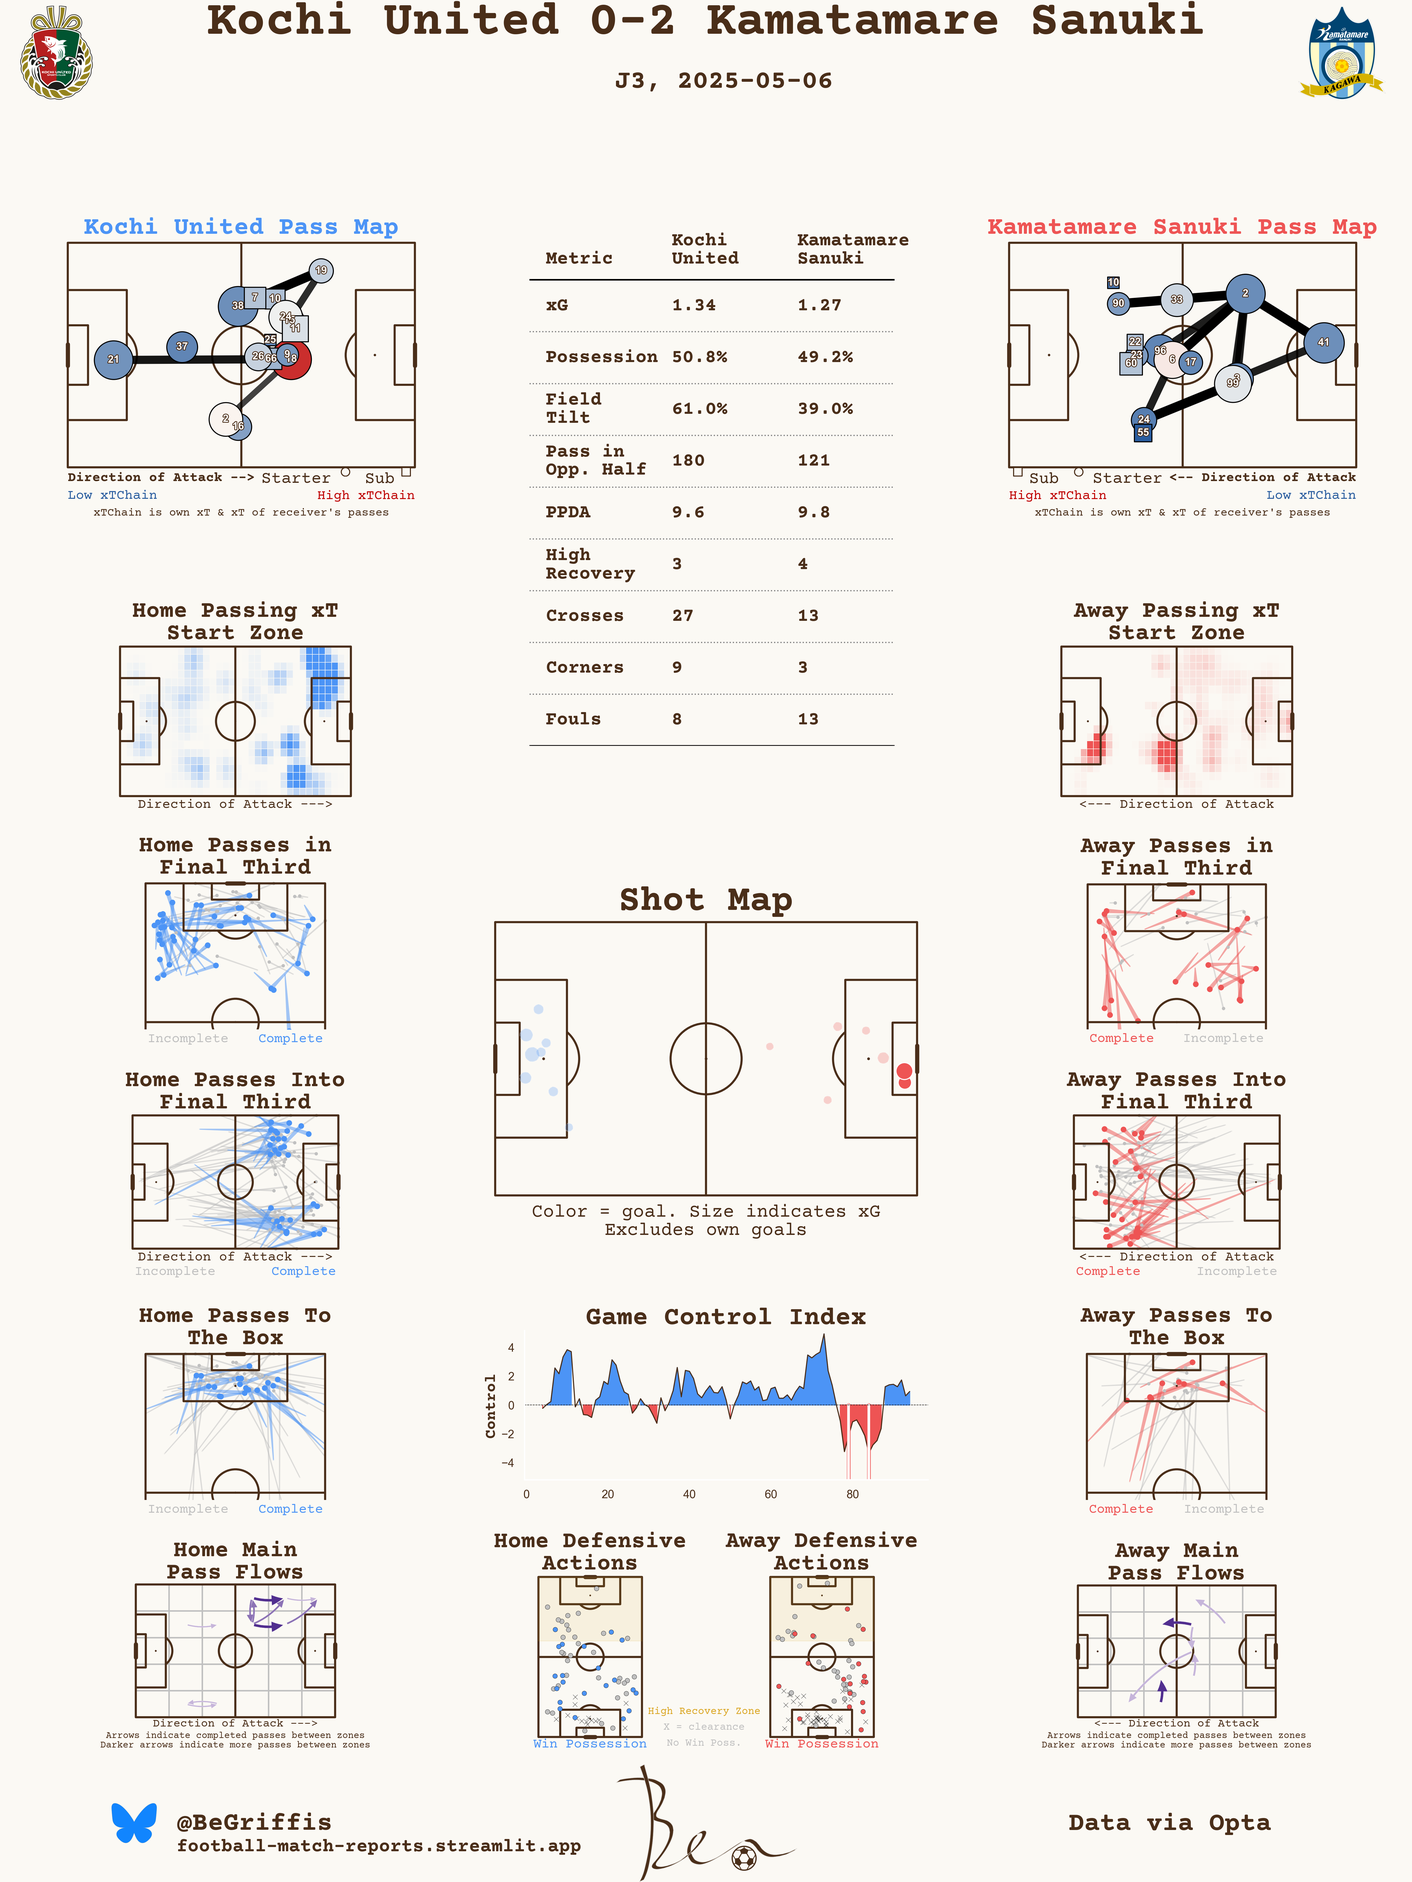 Kochi United 0-2 Kamatamare Sanuki
J3, 2025-05-06
KOCHI UNITED
Kamatamare
SANUKI
KAGAWA
Kochi United Pass Map
19
7
10
38
24
15
11
25
37
21
26
66
9
18
2
16
Direction of Attack --> Starter Sub
Low xTChain High xTChain
xTChain is own xT & xT of receiver's passes
Metric Kochi United Kamatamare Sanuki
xG 1.34 1.27
Possession 50.8% 49.2%
Field Tilt 61.0% 39.0%
Pass in Opp. Half 180 121
PPDA 9.6 9.8
High Recovery 3 4
Crosses 27 13
Corners 9 3
Fouls 8 13
Kamatamare Sanuki Pass Map
10
90
33
2
22
23
96
60
6
17
41
3
99
24
55
Sub Starter <-- Direction of Attack
High xTChain Low xTChain
xTChain is own xT & xT of receiver's passes
Home Passing xT
Start Zone
Direction of Attack --->
Away Passing xT
Start Zone
<--- Direction of Attack
Home Passes in
Final Third
Incomplete Complete
Away Passes in
Final Third
Complete Incomplete
Shot Map
Color = goal. Size indicates xG
Excludes own goals
Home Passes Into
Final Third
Direction of Attack --->
Incomplete Complete
Away Passes Into
Final Third
<--- Direction of Attack
Complete Incomplete
Home Passes To
The Box
Incomplete Complete
Game Control Index
Control
4
2
0
−2
−4
0 20 40 60 80
Away Passes To
The Box
Complete Incomplete
Home Main
Pass Flows
Direction of Attack --->
Arrows indicate completed passes between zones
Darker arrows indicate more passes between zones
Home Defensive
Actions
Win Possession
High Recovery Zone
X = clearance
No Win Poss.
Away Defensive
Actions
Win Possession
Away Main
Pass Flows
<--- Direction of Attack
Arrows indicate completed passes between zones
Darker arrows indicate more passes between zones
@BeGriffis
football-match-reports.streamlit.app
Ben
Data via Opta